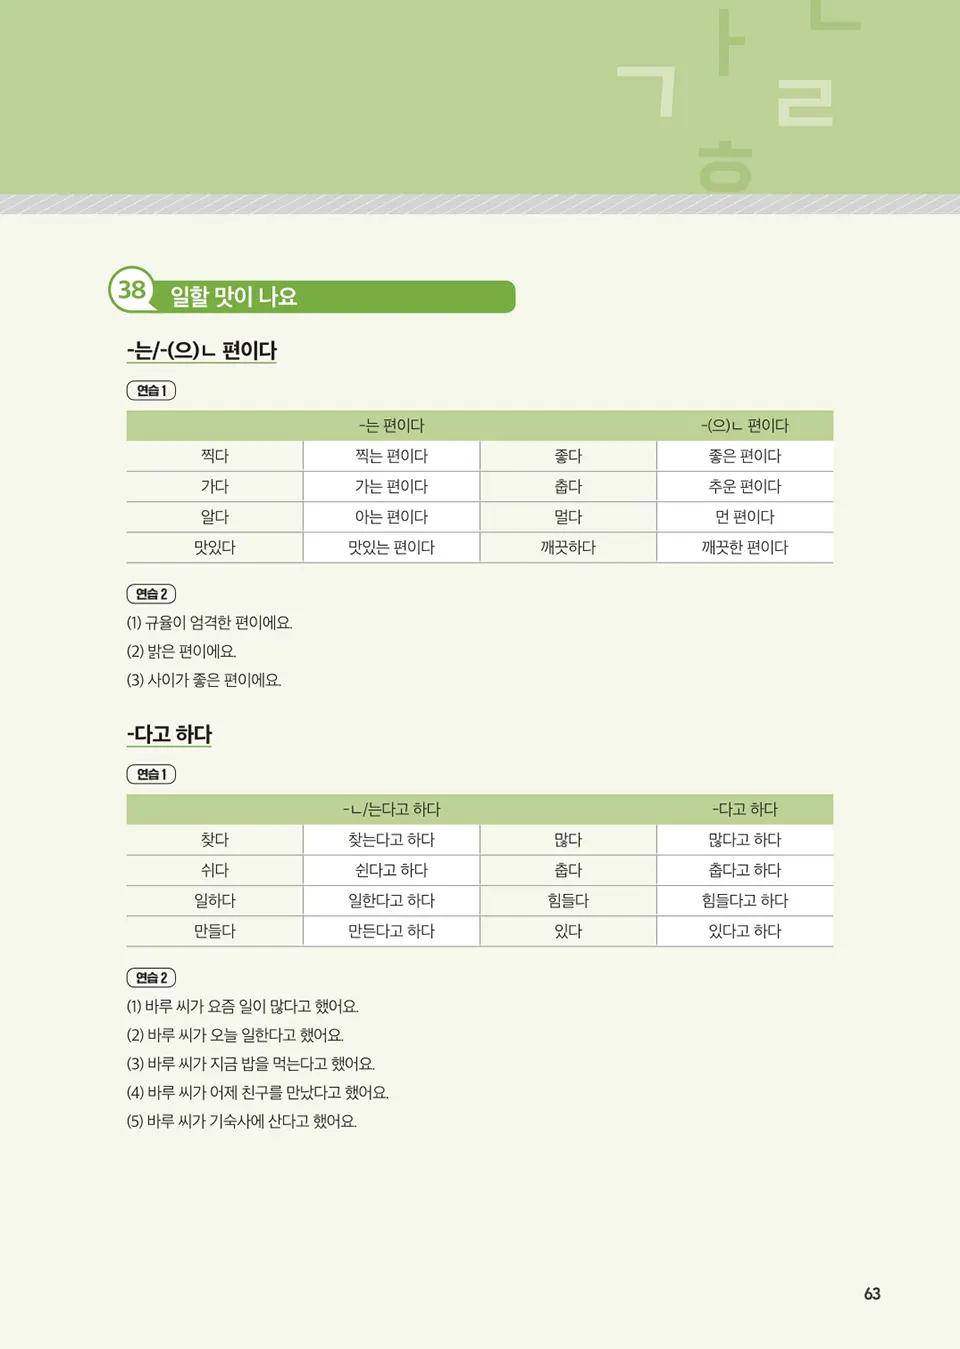 ㄱ ㅏ ㄴ ㄹ ㅎ
38 일할 맛이 나요
-는/-(으)ㄴ 편이다
연습 1
-는 편이다 -(으)ㄴ 편이다
찍다 찍는 편이다 좋다 좋은 편이다
가다 가는 편이다 춥다 추운 편이다
알다 아는 편이다 멀다 먼 편이다
맛있다 맛있는 편이다 깨끗하다 깨끗한 편이다
연습 2
(1) 규율이 엄격한 편이에요.
(2) 밝은 편이에요.
(3) 사이가 좋은 편이에요.
-다고 하다
연습 1
-ㄴ/는다고 하다 -다고 하다
찾다 찾는다고 하다 많다 많다고 하다
쉬다 쉰다고 하다 춥다 춥다고 하다
일하다 일한다고 하다 힘들다 힘들다고 하다
만들다 만든다고 하다 있다 있다고 하다
연습 2
(1) 바루 씨가 요즘 일이 많다고 했어요.
(2) 바루 씨가 오늘 일한다고 했어요.
(3) 바루 씨가 지금 밥을 먹는다고 했어요.
(4) 바루 씨가 어제 친구를 만났다고 했어요.
(5) 바루 씨가 기숙사에 산다고 했어요.
63